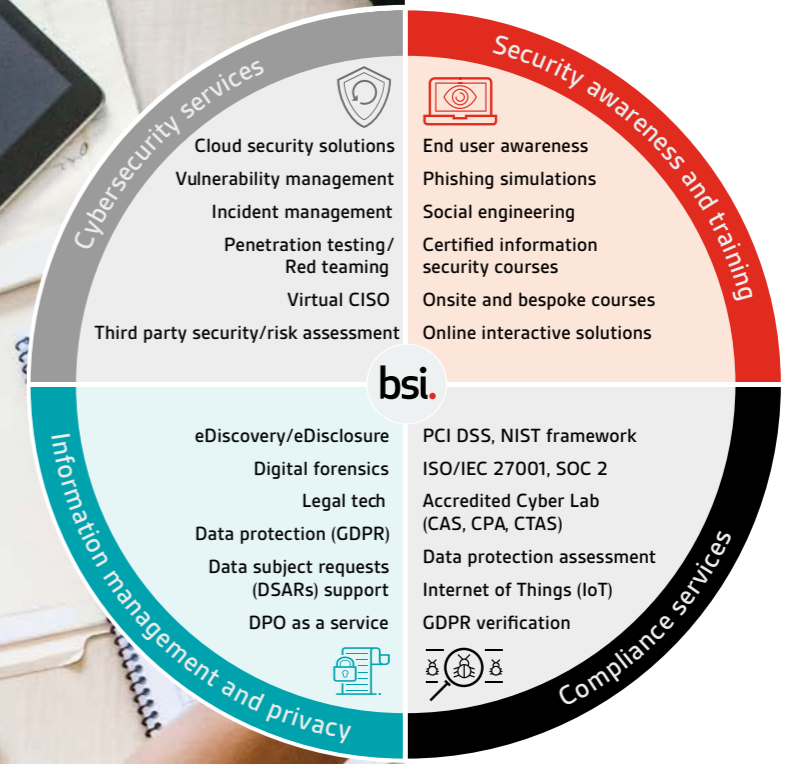 Cybersecurity services
Cloud security solutions
Vulnerability management
Incident management
Penetration testing/
Red teaming
Virtual CISO
Third party security/risk assessment
Security awareness and training
End user awareness
Phishing simulations
Social engineering
Certified information
security courses
Onsite and bespoke courses
Online interactive solutions
bsi.
Information management and privacy
eDiscovery/eDisclosure
Digital forensics
Legal tech
Data protection (GDPR)
Data subject requests
(DSARs) support
DPO as a service
Compliance services
PCI DSS, NIST framework
ISO/IEC 27001, SOC 2
Accredited Cyber Lab
(CAS, CPA, CTAS)
Data protection assessment
Internet of Things (IoT)
GDPR verification